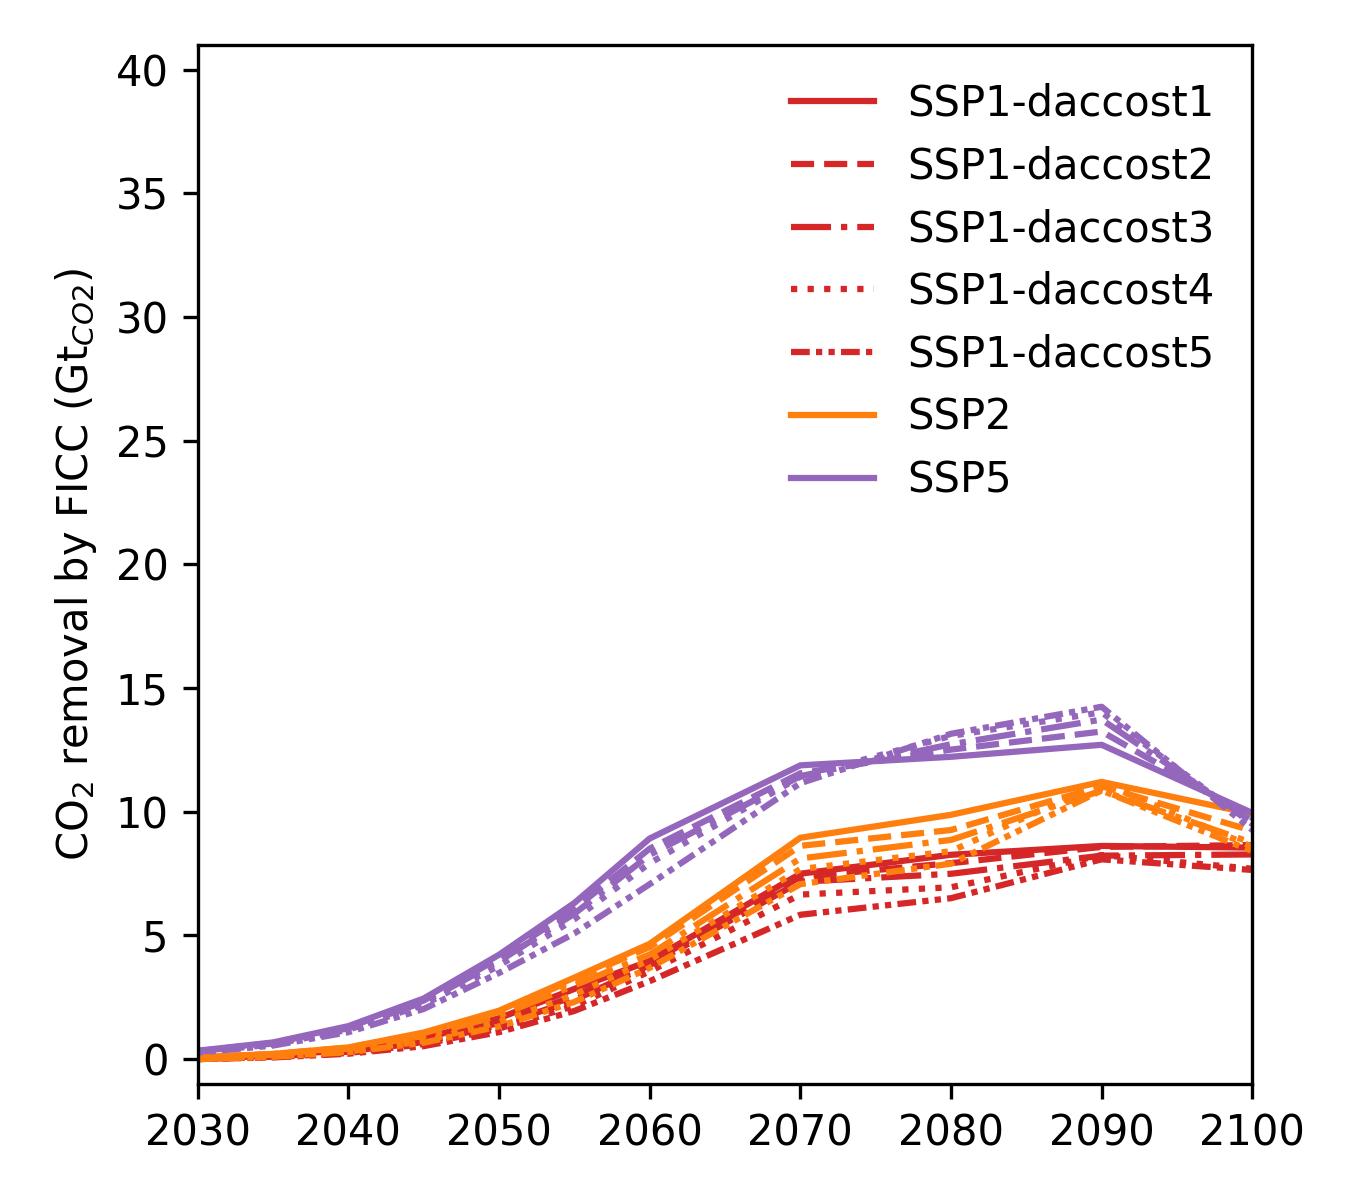 CO2 removal by FICC (GtCO2)
40
35
30
25
20
15
10
5
0
SSP1-daccost1
SSP1-daccost2
SSP1-daccost3
SSP1-daccost4
SSP1-daccost5
SSP2
SSP5
2030 2040 2050 2060 2070 2080 2090 2100